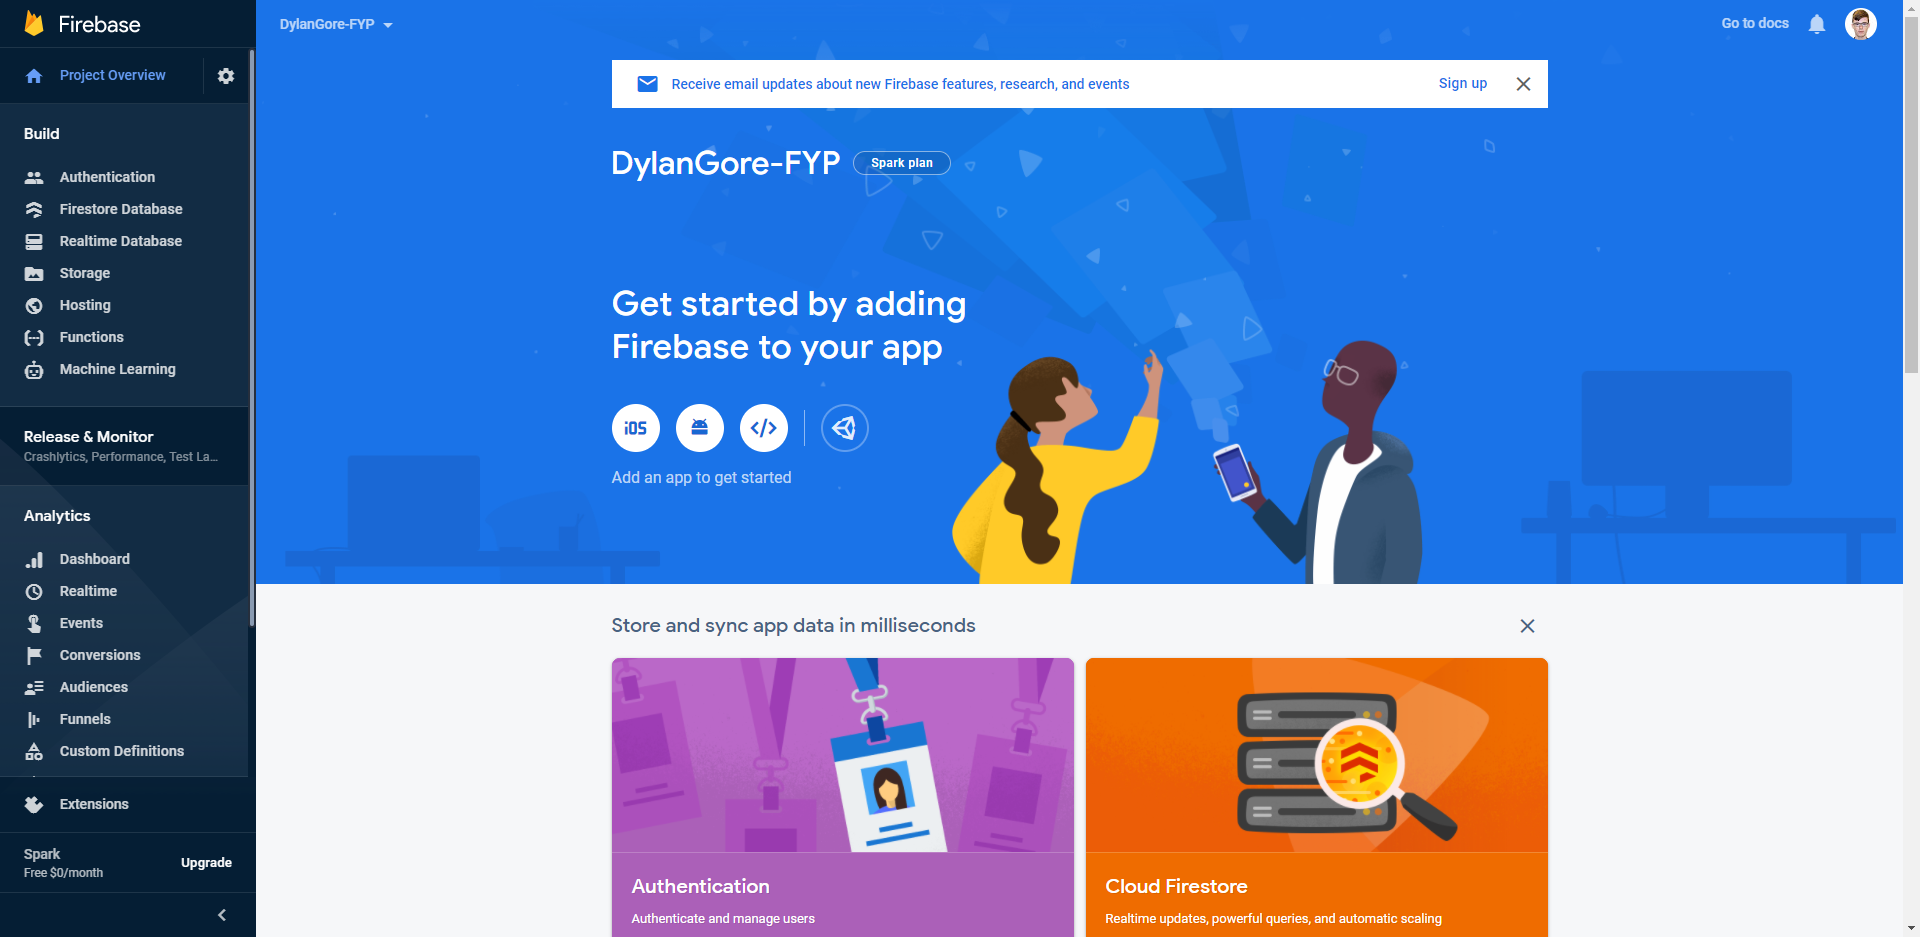 Firebase
Project Overview
Build
Authentication
Firestore Database
Realtime Database
Storage
Hosting
Functions
Machine Learning
Release & Monitor
Crashlytics, Performance, Test La...
Analytics
Dashboard
Realtime
Events
Conversions
Audiences
Funnels
Custom Definitions
Extensions
Spark
Free $0/month
Upgrade
DylanGore-FYP
Go to docs
Receive email updates about new Firebase features, research, and events
Sign up
DylanGore-FYP
Spark plan
Get started by adding
Firebase to your app
iOS
Add an app to get started
Store and sync app data in milliseconds
Authentication
Authenticate and manage users
Cloud Firestore
Realtime updates, powerful queries, and automatic scaling